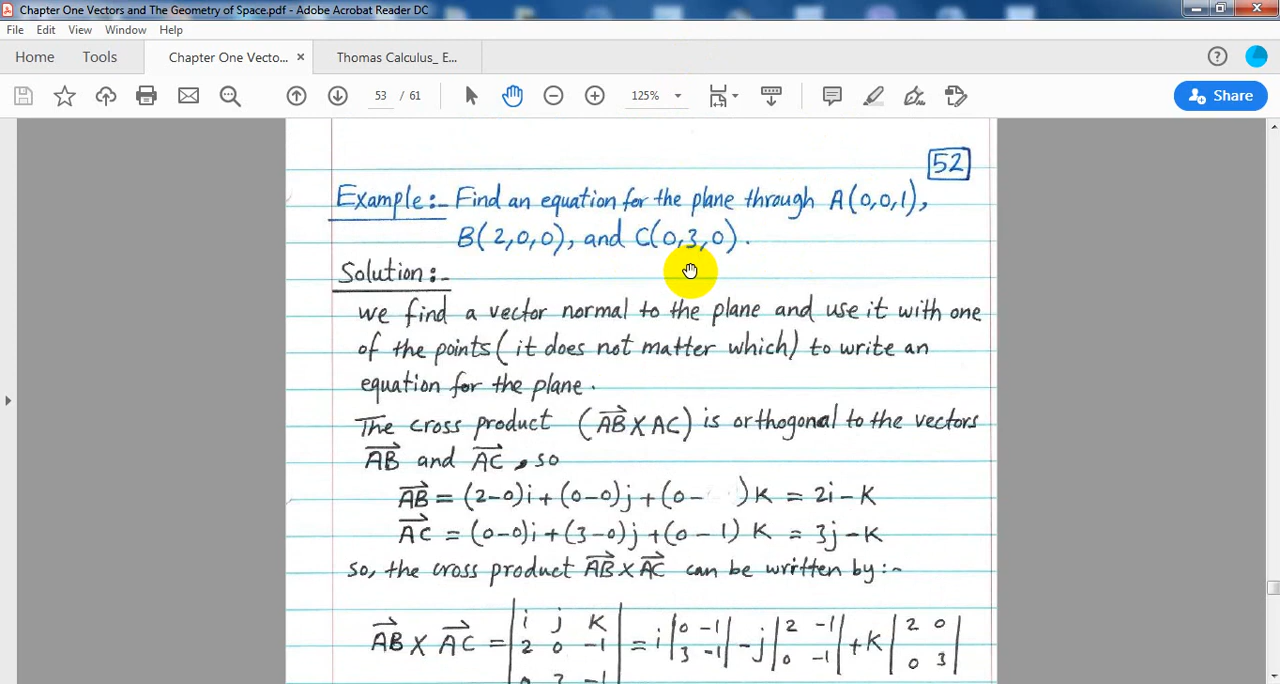 Chapter One Vectors and The Geometry of Space.pdf - Adobe Acrobat Reader DC
File Edit View Window Help
Home Tools Chapter One Vecto... × Thomas Calculus_ E...
53 / 61 125% Share
52
Example:- Find an equation for the plane through A(0,0,1),
B(2,0,0), and C(0,3,0).
Solution:-
we find a vector normal to the plane and use it with one
of the points (it does not matter which) to write an
equation for the plane.
The cross product (AB⃗ X AC) is orthogonal to the vectors
AB⃗ and AC⃗, so
AB⃗ = (2-0)i + (0-0)j + (0- )K = 2i - K
AC⃗ = (0-0)i + (3-0)j + (0-1) K = 3j - K
so, the cross product AB⃗ X AC⃗ can be written by:-
AB⃗ X AC⃗ = | i j K | = i | 0 -1 | - j | 2 -1 | + K | 2 0 |
| 2 0 -1 | | 3 -1 | | 0 -1 | | 0 3 |